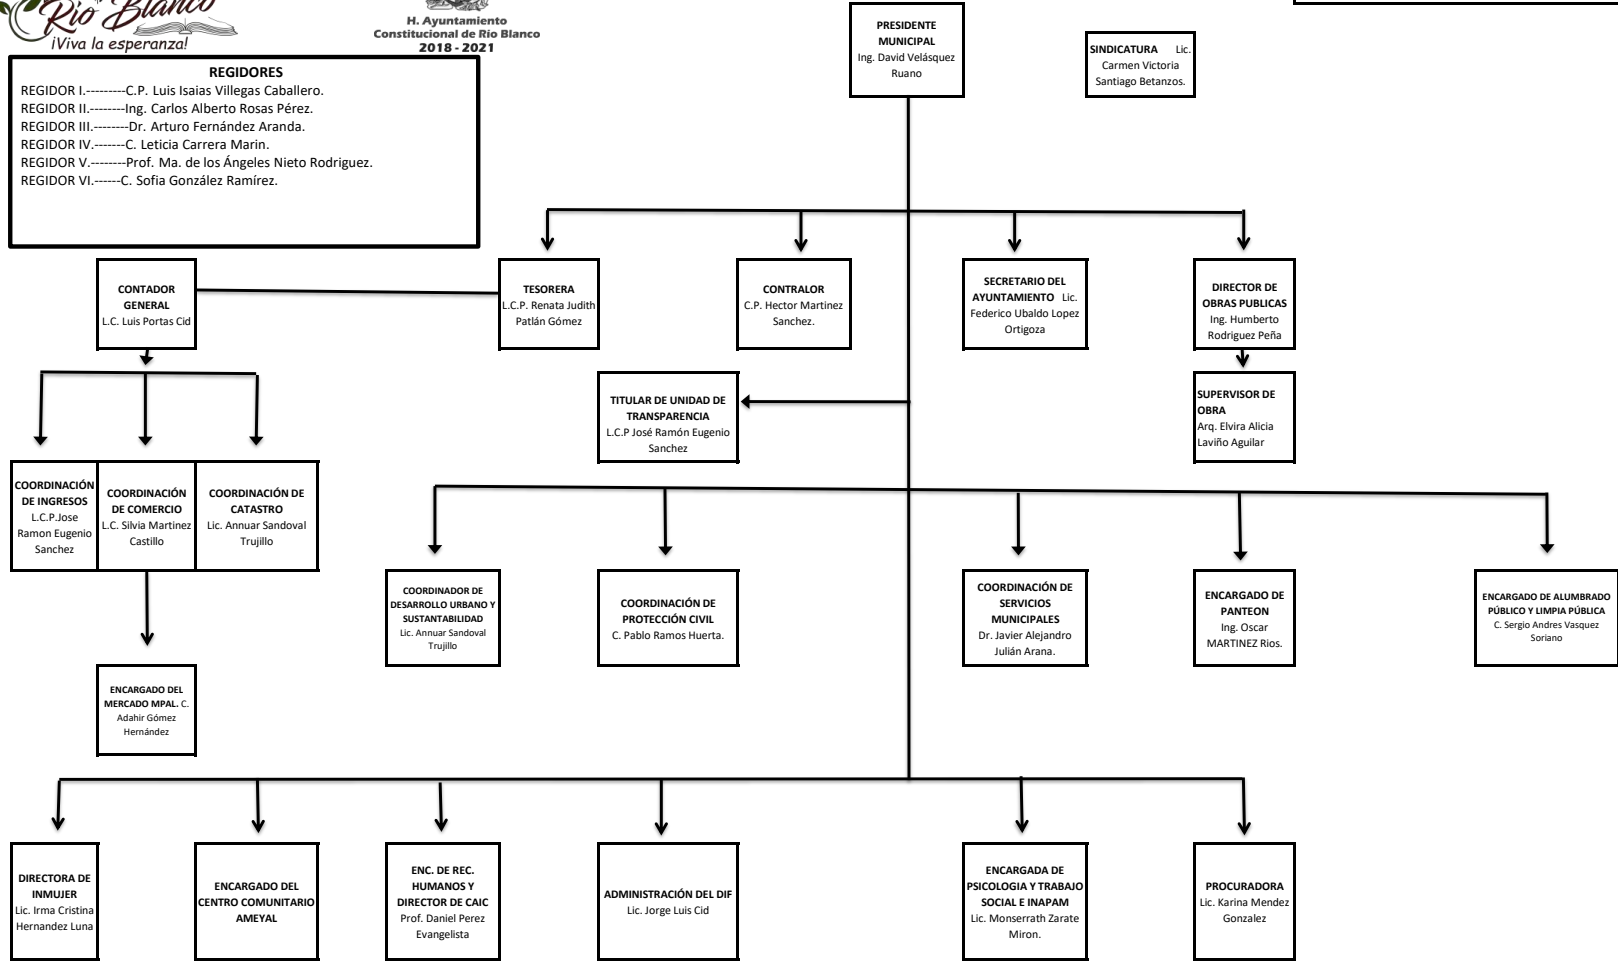 Río Blanco
¡Viva la esperanza!
H. Ayuntamiento
Constitucional de Río Blanco
2018 - 2021
PRESIDENTE
MUNICIPAL
Ing. David Velásquez
Ruano
SINDICATURA Lic.
Carmen Victoria
Santiago Betanzos.
REGIDORES
REGIDOR I.---------C.P. Luis Isaias Villegas Caballero.
REGIDOR II.--------Ing. Carlos Alberto Rosas Pérez.
REGIDOR III.--------Dr. Arturo Fernández Aranda.
REGIDOR IV.-------C. Leticia Carrera Marin.
REGIDOR V.--------Prof. Ma. de los Ángeles Nieto Rodriguez.
REGIDOR VI.------C. Sofia González Ramírez.
CONTADOR
GENERAL
L.C. Luis Portas Cid
TESORERA
L.C.P. Renata Judith
Patlán Gómez
CONTRALOR
C.P. Hector Martinez
Sanchez.
SECRETARIO DEL
AYUNTAMIENTO Lic.
Federico Ubaldo Lopez
Ortigoza
DIRECTOR DE
OBRAS PUBLICAS
Ing. Humberto
Rodriguez Peña
TITULAR DE UNIDAD DE
TRANSPARENCIA
L.C.P José Ramón Eugenio
Sanchez
SUPERVISOR DE
OBRA
Arq. Elvira Alicia
Laviño Aguilar
COORDINACIÓN
DE INGRESOS
L.C.P.Jose
Ramon Eugenio
Sanchez
COORDINACIÓN
DE COMERCIO
L.C. Silvia Martinez
Castillo
COORDINACIÓN DE
CATASTRO
Lic. Annuar Sandoval
Trujillo
COORDINADOR DE
DESARROLLO URBANO Y
SUSTANTABILIDAD
Lic. Annuar Sandoval
Trujillo
COORDINACIÓN DE
PROTECCIÓN CIVIL
C. Pablo Ramos Huerta.
COORDINACIÓN DE
SERVICIOS
MUNICIPALES
Dr. Javier Alejandro
Julián Arana.
ENCARGADO DE
PANTEON
Ing. Oscar
MARTINEZ Rios.
ENCARGADO DE ALUMBRADO
PÚBLICO Y LIMPIA PÚBLICA
C. Sergio Andres Vasquez
Soriano
ENCARGADO DEL
MERCADO MPAL. C.
Adahir Gómez
Hernández
DIRECTORA DE
INMUJER
Lic. Irma Cristina
Hernandez Luna
ENCARGADO DEL
CENTRO COMUNITARIO
AMEYAL
ENC. DE REC.
HUMANOS Y
DIRECTOR DE CAIC
Prof. Daniel Perez
Evangelista
ADMINISTRACIÓN DEL DIF
Lic. Jorge Luis Cid
ENCARGADA DE
PSICOLOGIA Y TRABAJO
SOCIAL E INAPAM
Lic. Monserrath Zarate
Miron.
PROCURADORA
Lic. Karina Mendez
Gonzalez